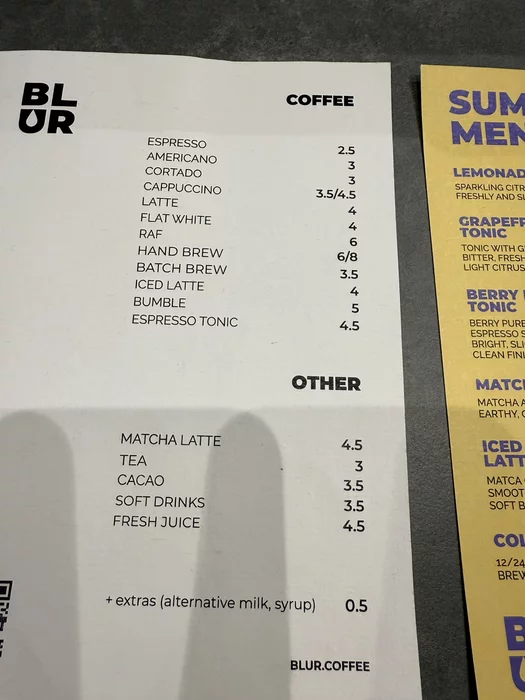 BL
UR
COFFEE
ESPRESSO 2.5
AMERICANO 3
CORTADO 3
CAPPUCCINO 3.5/4.5
LATTE 4
FLAT WHITE 4
RAF 6
HAND BREW 6/8
BATCH BREW 3.5
ICED LATTE 4
BUMBLE 5
ESPRESSO TONIC 4.5
OTHER
MATCHA LATTE 4.5
TEA 3
CACAO 3.5
SOFT DRINKS 3.5
FRESH JUICE 4.5
+ extras (alternative milk, syrup) 0.5
BLUR.COFFEE
SUM
MEN
LEMONAD
SPARKLING CITR
FRESHLY AND
GRAPEF
TONIC
TONIC WITH G
BITTER, FRESH
LIGHT CITRUS
BERRY
TONIC
BERRY PURE
ESPRESSO S
BRIGHT, SLI
CLEAN FIN
MATC
MATCHA A
EARTHY,
ICED
LATT
MATCA
SMOOT
SOFT B
COL
12/24
BREW